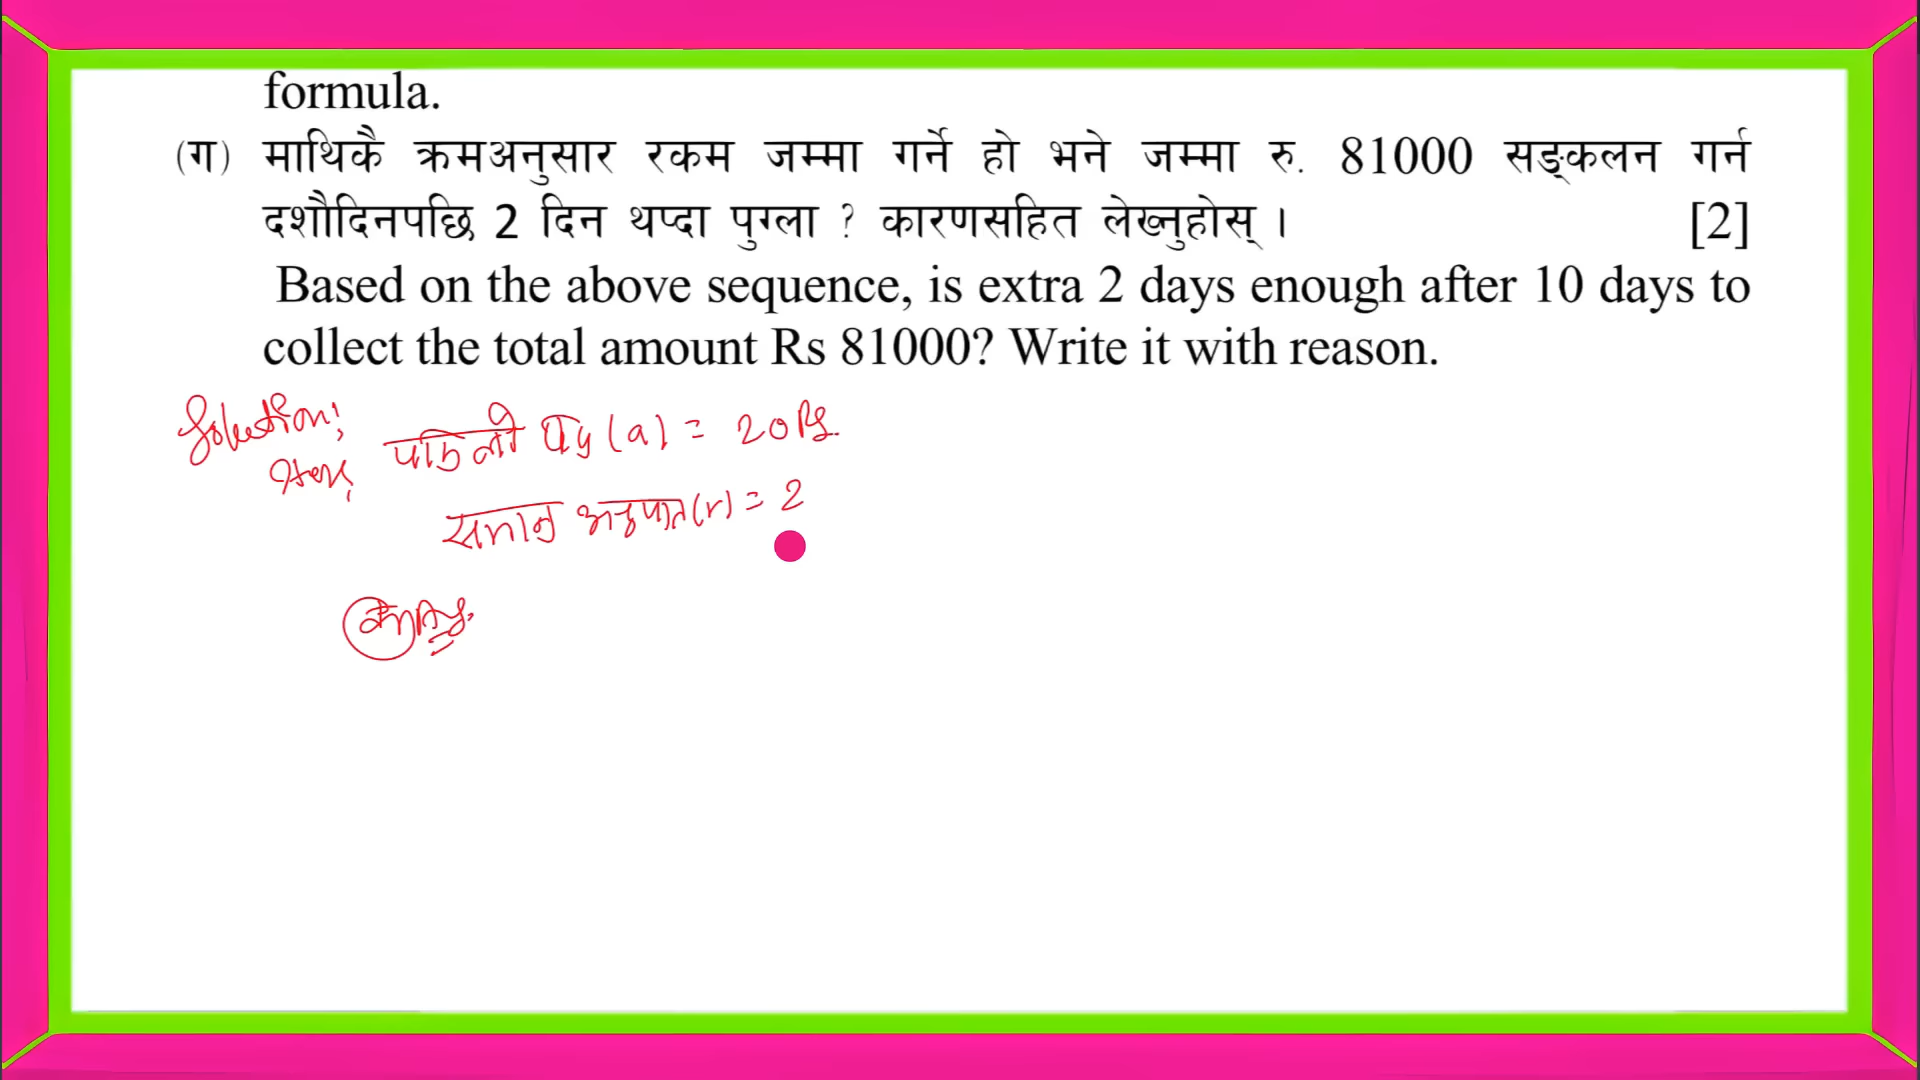 formula.
(ग) माथिकै क्रमअनुसार रकम जम्मा गर्ने हो भने जम्मा रु. 81000 सङ्कलन गर्न
दशौदिनपछि 2 दिन थप्दा पुग्ला ? कारणसहित लेख्नुहोस् । [2]
Based on the above sequence, is extra 2 days enough after 10 days to
collect the total amount Rs 81000? Write it with reason.
Solution; पहिलो पद (a) = 20 Rs.
Here,
समान अनुपात (r) = 2